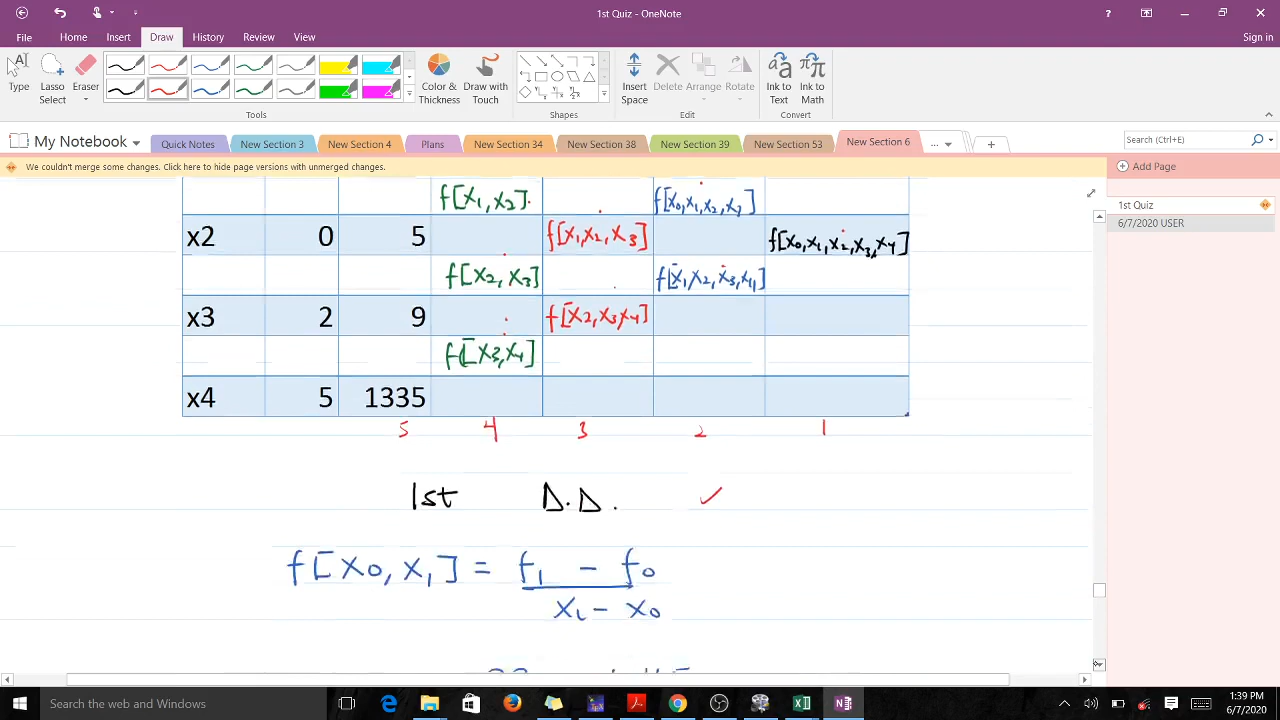 1st Quiz - OneNote
File Home Insert Draw History Review View Sign in
Type Lasso Select Eraser Color & Thickness Draw with Touch Insert Space Delete Arrange Rotate Ink to Text Ink to Math
Tools Shapes Edit Convert
My Notebook Quick Notes New Section 3 New Section 4 Plans New Section 34 New Section 38 New Section 39 New Section 53 New Section 6 ... + Search (Ctrl+E)
We couldn't merge some changes. Click here to hide page versions with unmerged changes.
Add Page
1st Quiz
6/7/2020 USER
f[x1,x2] f[x0,x1,x2,x3]
x2 0 5 f[x1,x2,x3] f[x0,x1,x2,x3,x4]
f[x2,x3] f[x1,x2,x3,x4]
x3 2 9 f[x2,x3,x4]
f[x3,x4]
x4 5 1335
5 4 3 2 1
1st D.D. ✓
f[x0,x1] = f1 - f0
x1 - x0
Search the web and Windows
1:39 PM
6/7/2020